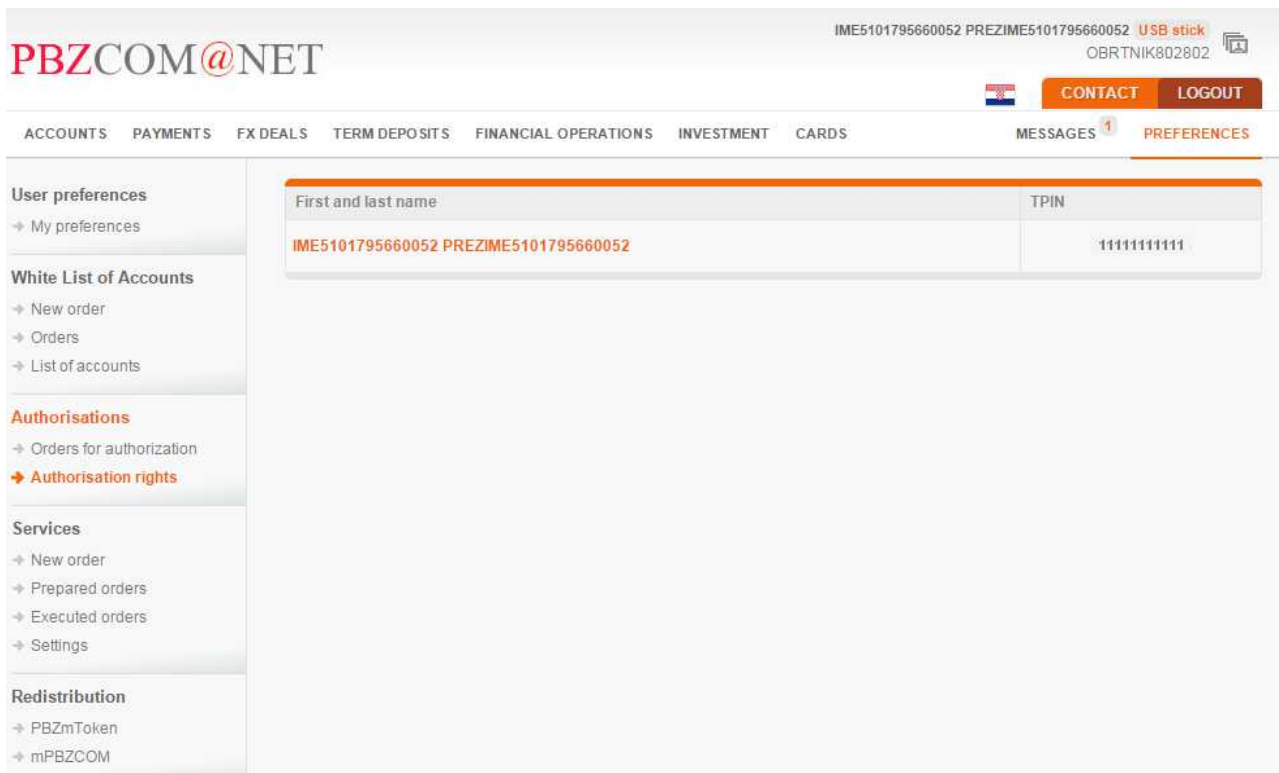 IME5101795660052 PREZIME5101795660052 USB stick
OBRTNIK802802
PBZCOM@NET
CONTACT LOGOUT
ACCOUNTS PAYMENTS FX DEALS TERM DEPOSITS FINANCIAL OPERATIONS INVESTMENT CARDS MESSAGES 1 PREFERENCES
User preferences
My preferences
White List of Accounts
New order
Orders
List of accounts
Authorisations
Orders for authorization
Authorisation rights
Services
New order
Prepared orders
Executed orders
Settings
Redistribution
PBZmToken
mPBZCOM
First and last name TPIN
IME5101795660052 PREZIME5101795660052 11111111111